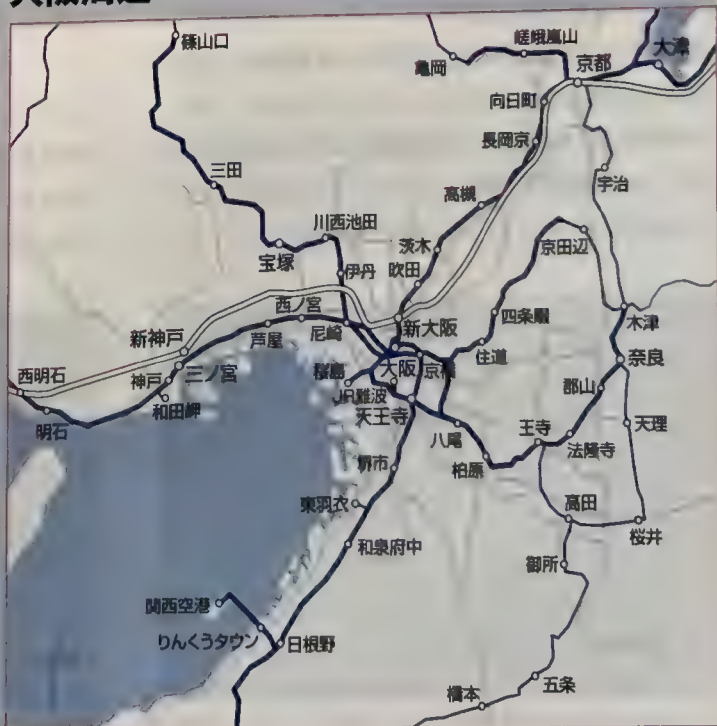 篠山口
嵯峨嵐山
亀岡
京都
大津
向日町
長岡京
三田
高槻
宇治
川西池田
京田辺
宝塚
茨木
伊丹
吹田
西ノ宮
新大阪
四条畷
木津
新神戸
芦屋
尼崎
住道
奈良
西明石
三ノ宮
桜島
大阪
京橋
神戸
JR難波
郡山
和田岬
天王寺
明石
八尾
王寺
法隆寺
天理
柏原
堺市
東羽衣
高田
桜井
和泉府中
御所
関西空港
りんくうタウン
日根野
五条
橋本